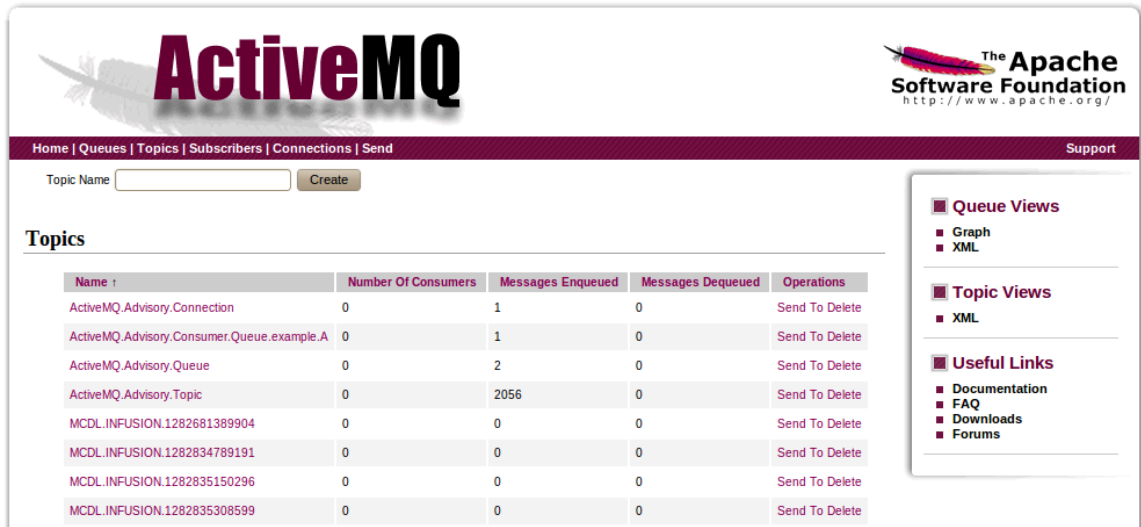 ActiveMQ
The Apache
Software Foundation
http://www.apache.org/
Home | Queues | Topics | Subscribers | Connections | Send Support
Topic Name Create
Topics
Name ↑ Number Of Consumers Messages Enqueued Messages Dequeued Operations
ActiveMQ.Advisory.Connection 0 1 0 Send To Delete
ActiveMQ.Advisory.Consumer.Queue.example.A 0 1 0 Send To Delete
ActiveMQ.Advisory.Queue 0 2 0 Send To Delete
ActiveMQ.Advisory.Topic 0 2056 0 Send To Delete
MCDL.INFUSION.1282681389904 0 0 0 Send To Delete
MCDL.INFUSION.1282834789191 0 0 0 Send To Delete
MCDL.INFUSION.1282835150296 0 0 0 Send To Delete
MCDL.INFUSION.1282835308599 0 0 0 Send To Delete
Queue Views
Graph
XML
Topic Views
XML
Useful Links
Documentation
FAQ
Downloads
Forums